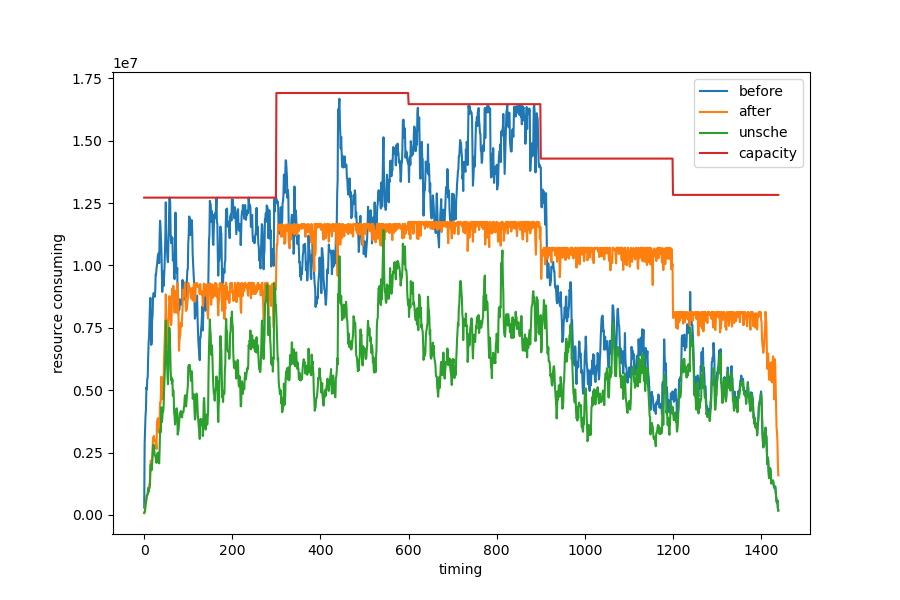 1e7
1.75
1.50
1.25
1.00
0.75
0.50
0.25
0.00
resource consuming
before
after
unsche
capacity
0 200 400 600 800 1000 1200 1400
timing